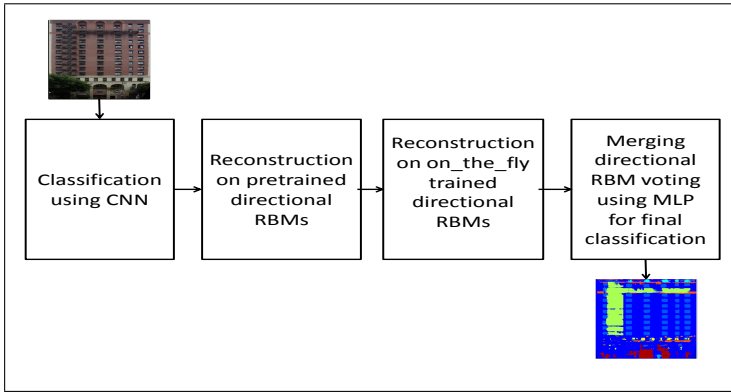 Classification
using CNN
Reconstruction
on pretrained
directional
RBMs
Reconstruction
on on_the_fly
trained
directional
RBMs
Merging
directional
RBM voting
using MLP
for final
classification